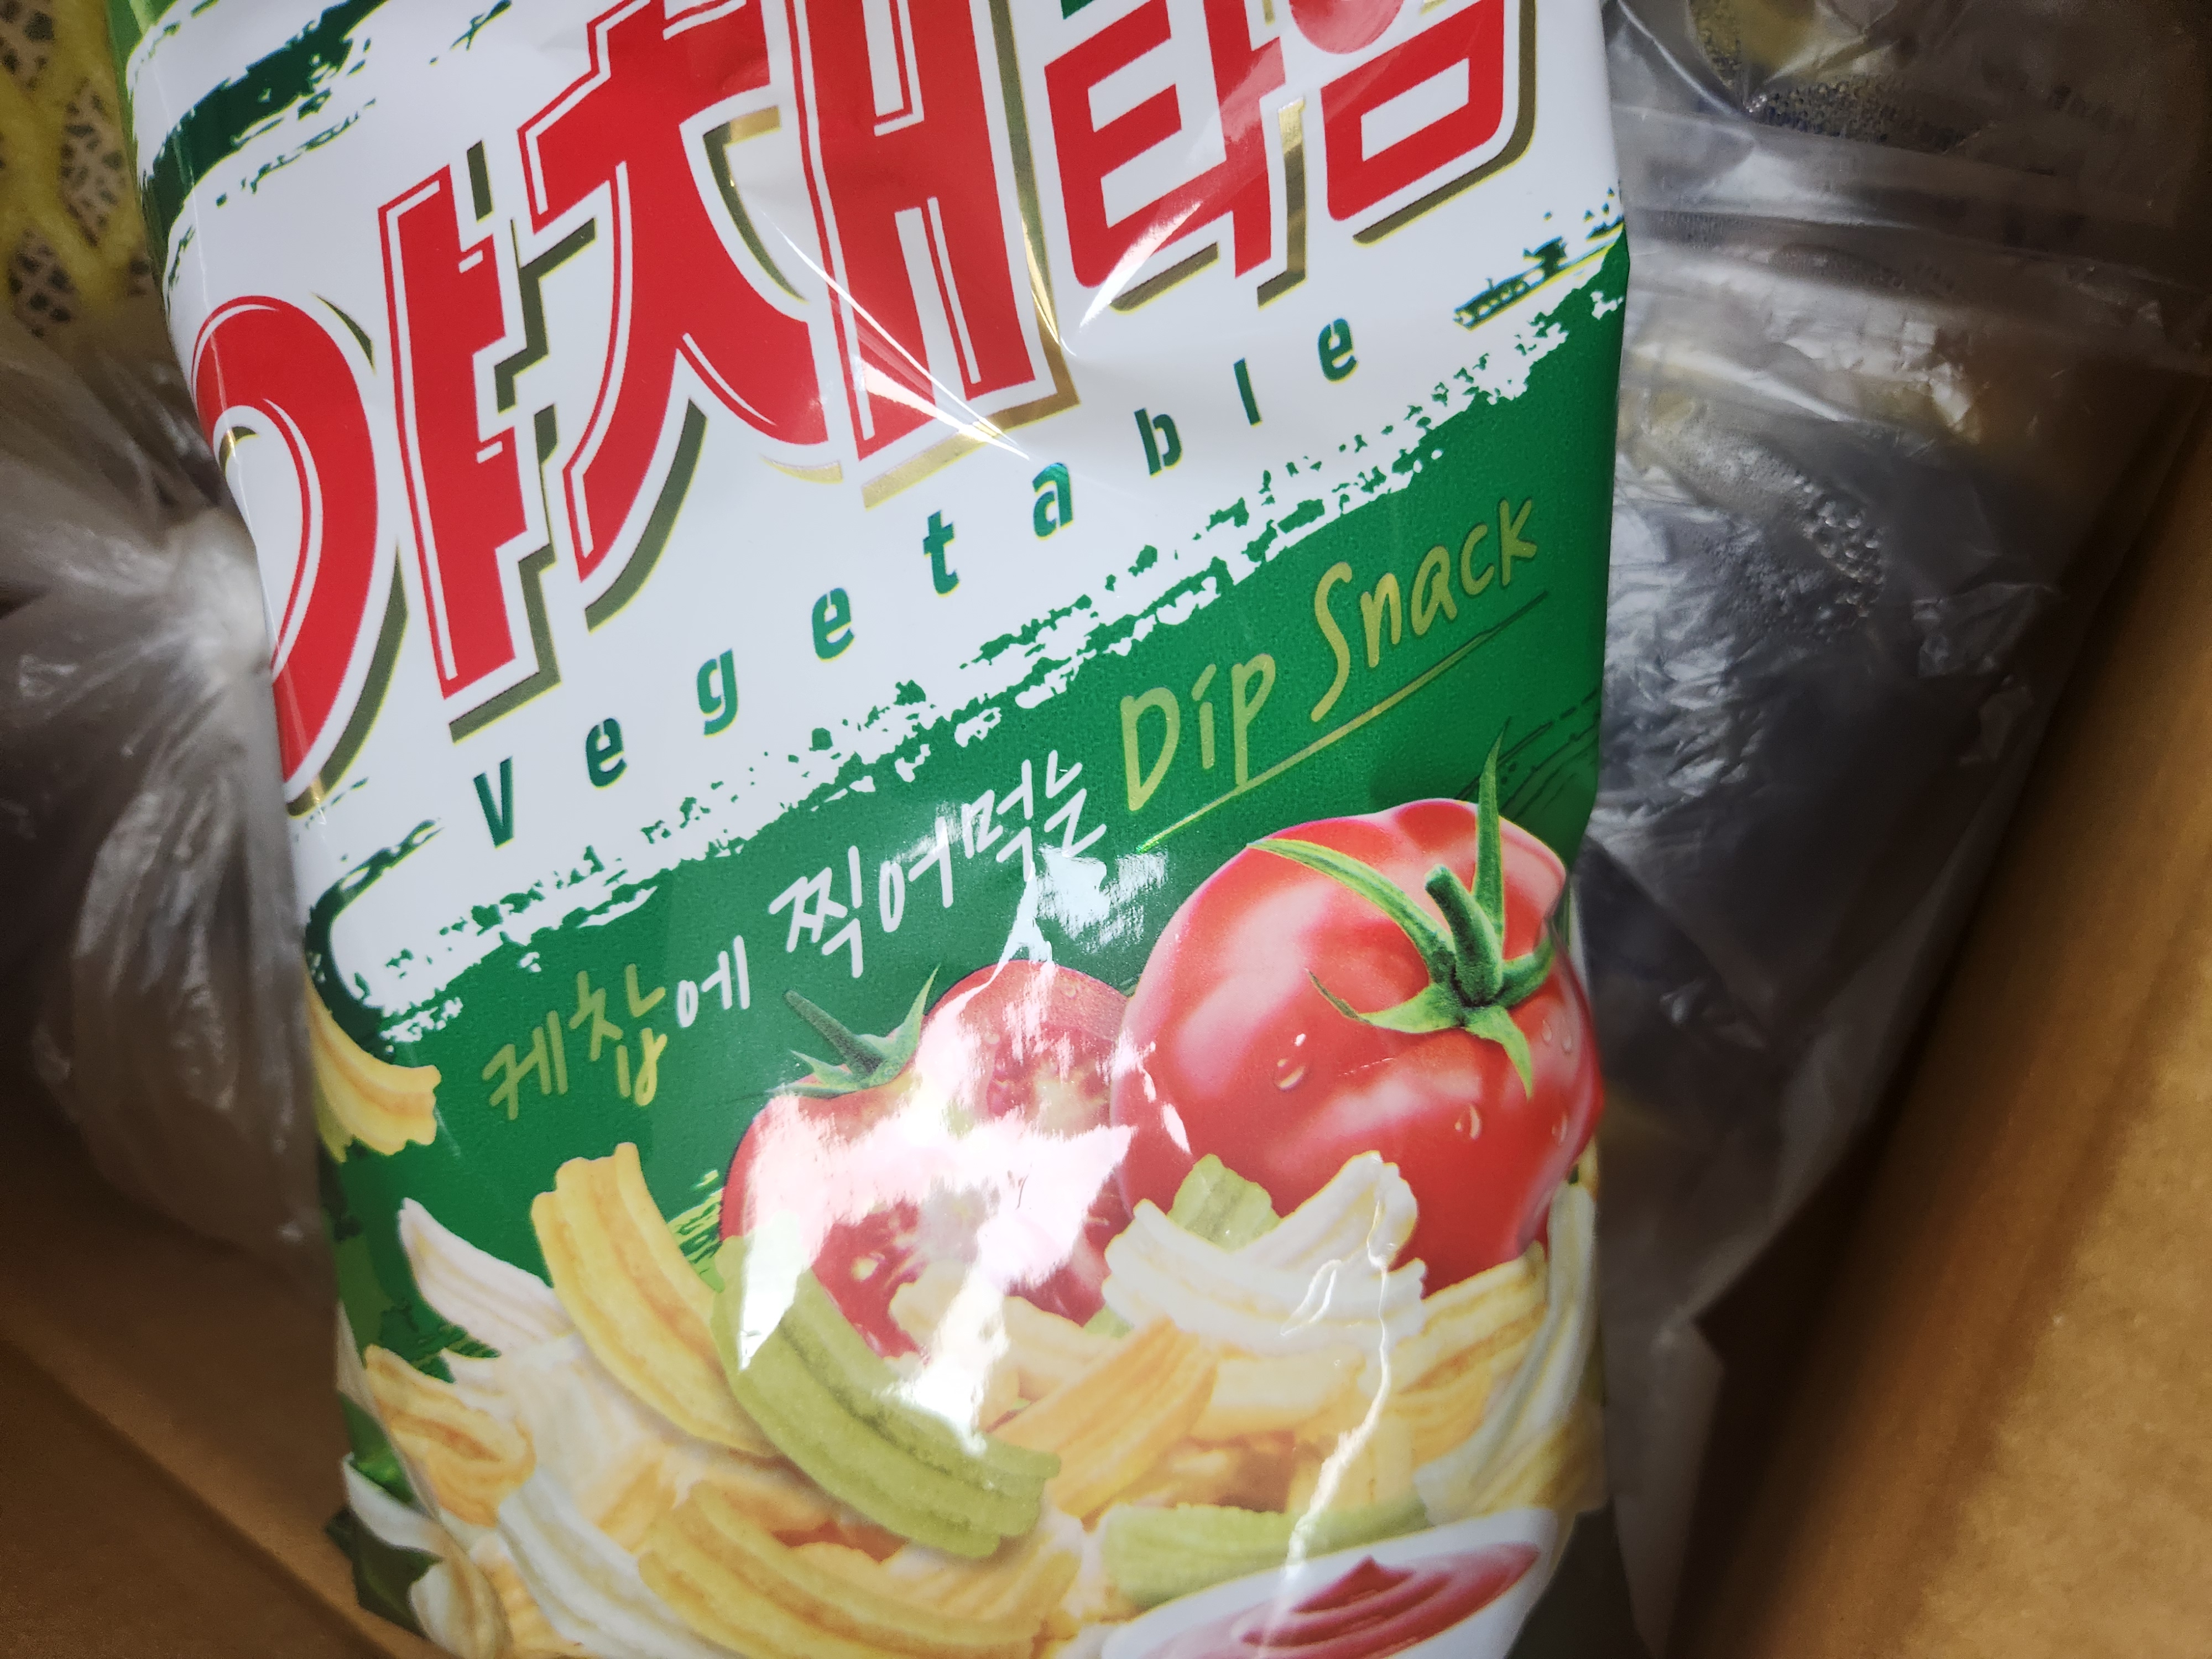 야채타임
Vegetable
케찹에 찍어먹는 Dip Snack